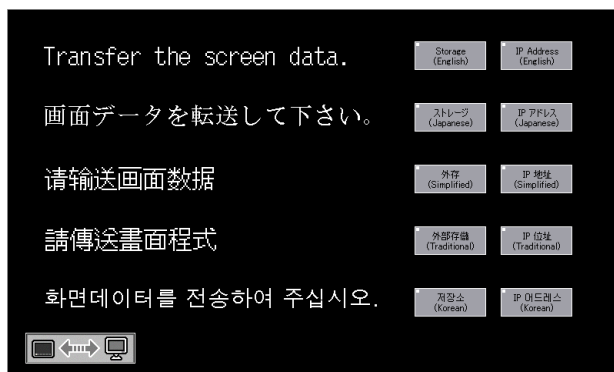 Transfer the screen data.
Storage
(English)
IP Address
(English)
画面データを転送して下さい。
ストレージ
(Japanese)
IP アドレス
(Japanese)
请输送画面数据
外存
(Simplified)
IP 地址
(Simplified)
請傳送畫面程式
外部存儲
(Traditional)
IP 位址
(Traditional)
화면데이터를 전송하여 주십시오.
저장소
(Korean)
IP 어드레스
(Korean)